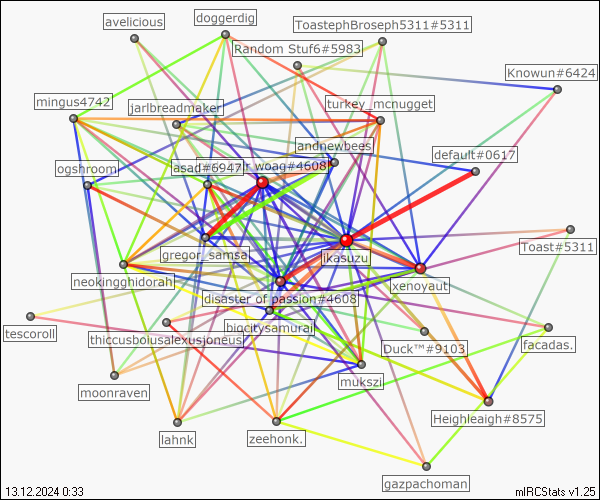 doggerdig
avelicious
ToastephBroseph5311#5311
Random Stuf6#5983
Knowun#6424
mingus4742
jarlbreadmaker
turkey_mcnugget
andnewbees
default#0617
ogshroom
asad#6947
woag#4608
gregor_samsa
ikasuzu
Toast#5311
neokingghidorah
xenoyaut
disaster of passion#4608
biocitysamurai
tescoroll
thiccusboiusalexusjoneus
Duck™#9103
facadas.
mukszi
moonraven
Heighleaigh#8575
lahnk
zeehonk.
gazpachoman
13.12.2024 0:33
mIRCStats v1.25